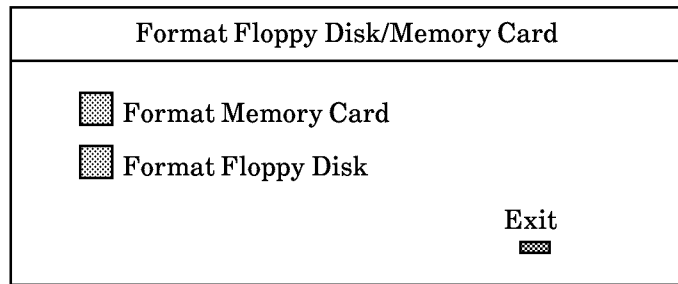 Format Floppy Disk/Memory Card
Format Memory Card
Format Floppy Disk
Exit